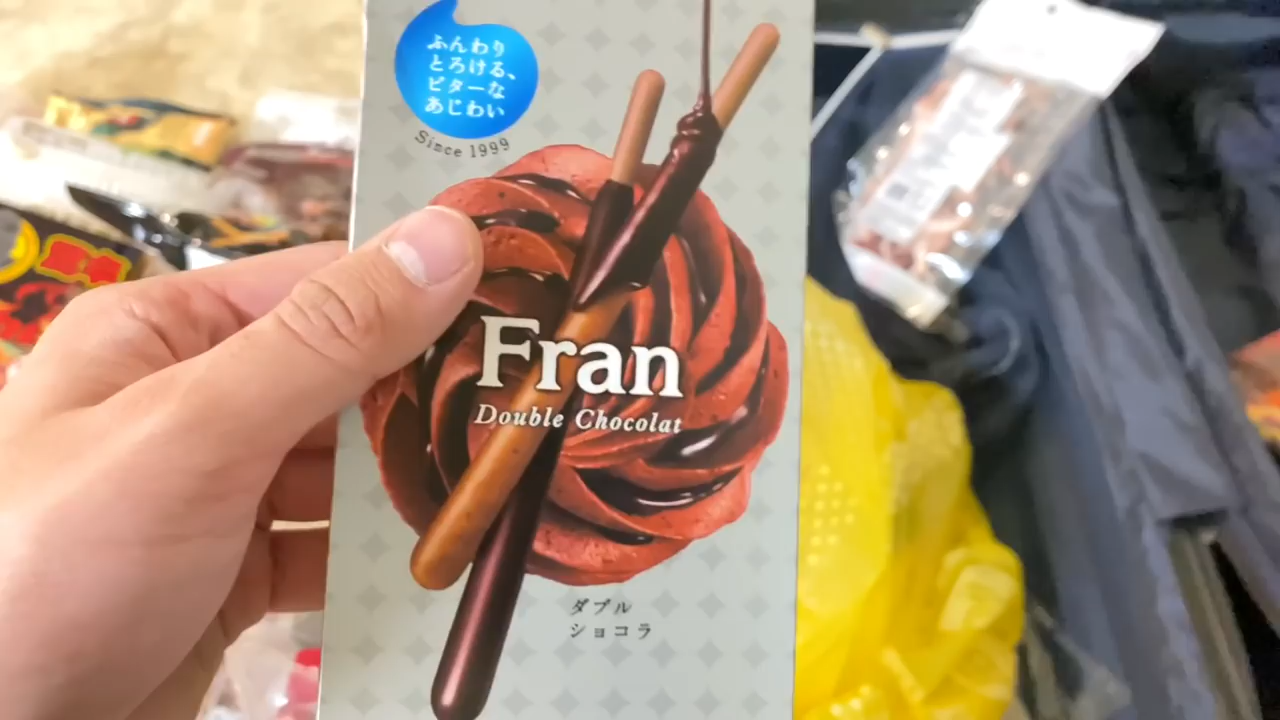 ふんわり
とろける、
ビターな
あじわい
Since 1999
Fran
Double Chocolat
ダブル
ショコラ